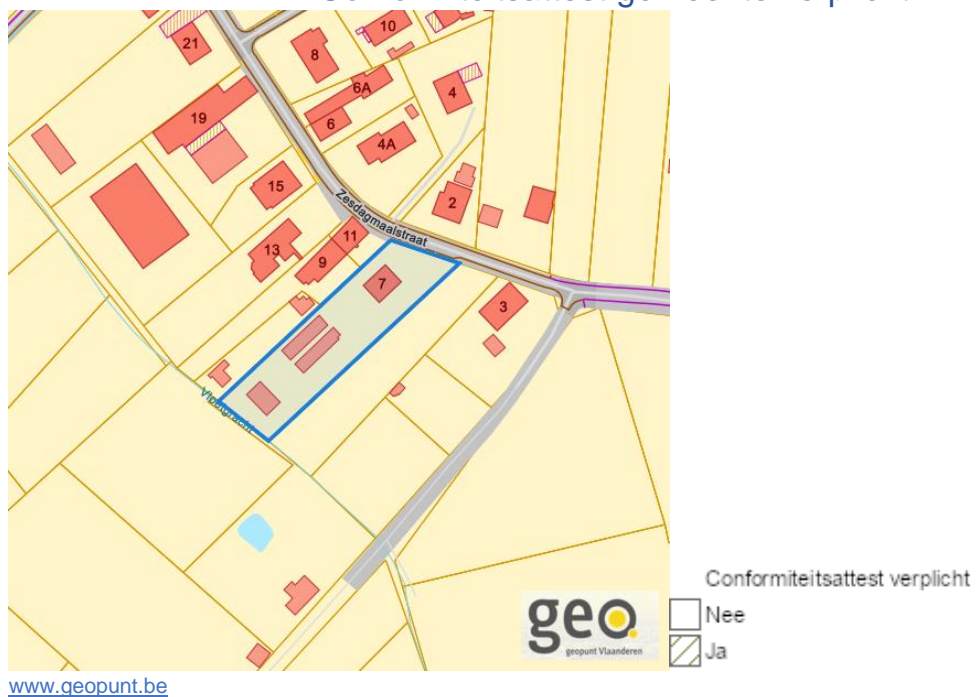 10
21
8
6A
4
19
6
4A
15
2
Zesdagmaalstraat
11
13
9
7
3
geo
geopunt Vlaanderen
Conformiteitsattest verplicht
Nee
Ja
www.geopunt.be